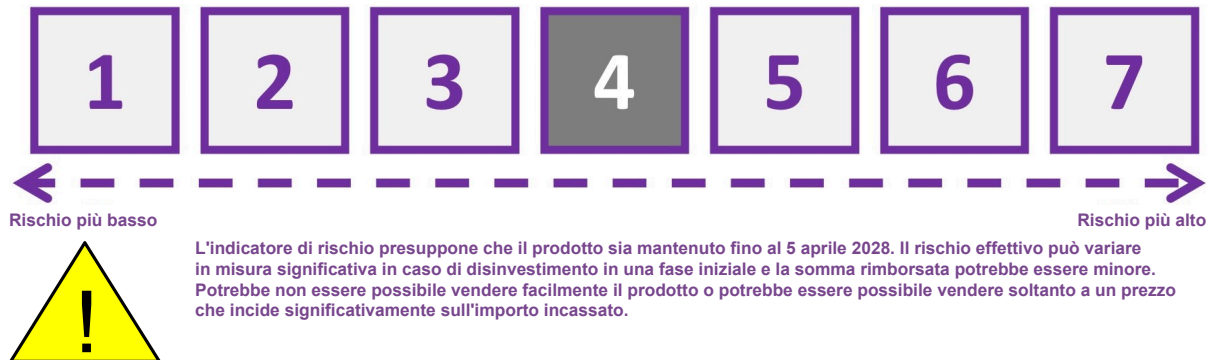 1 2 3 4 5 6 7
Rischio più basso Rischio più alto
L'indicatore di rischio presuppone che il prodotto sia mantenuto fino al 5 aprile 2028. Il rischio effettivo può variare
in misura significativa in caso di disinvestimento in una fase iniziale e la somma rimborsata potrebbe essere minore.
Potrebbe non essere possibile vendere facilmente il prodotto o potrebbe essere possibile vendere soltanto a un prezzo
che incide significativamente sull'importo incassato.
!